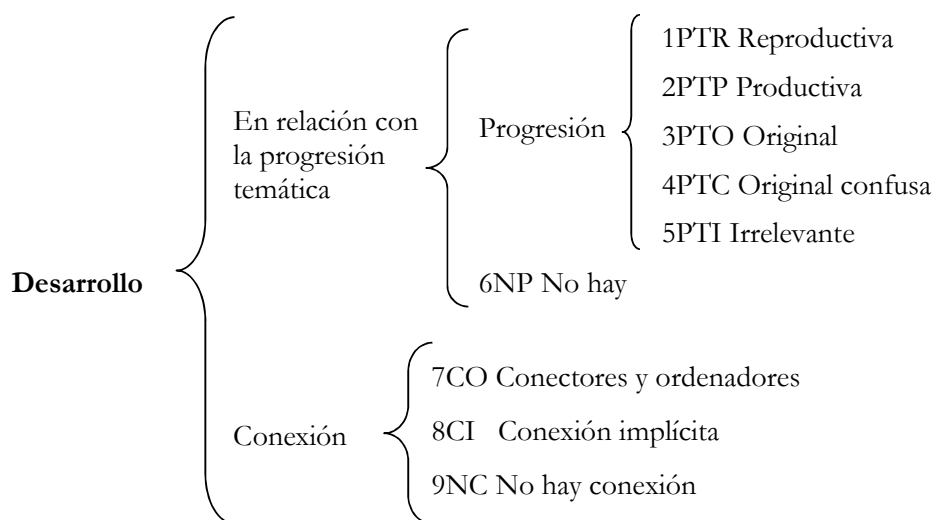 Desarrollo
En relación con
la progresión
temática
Progresión
1PTR Reproductiva
2PTP Productiva
3PTO Original
4PTC Original confusa
5PTI Irrelevante
6NP No hay
Conexión
7CO Conectores y ordenadores
8CI Conexión implícita
9NC No hay conexión